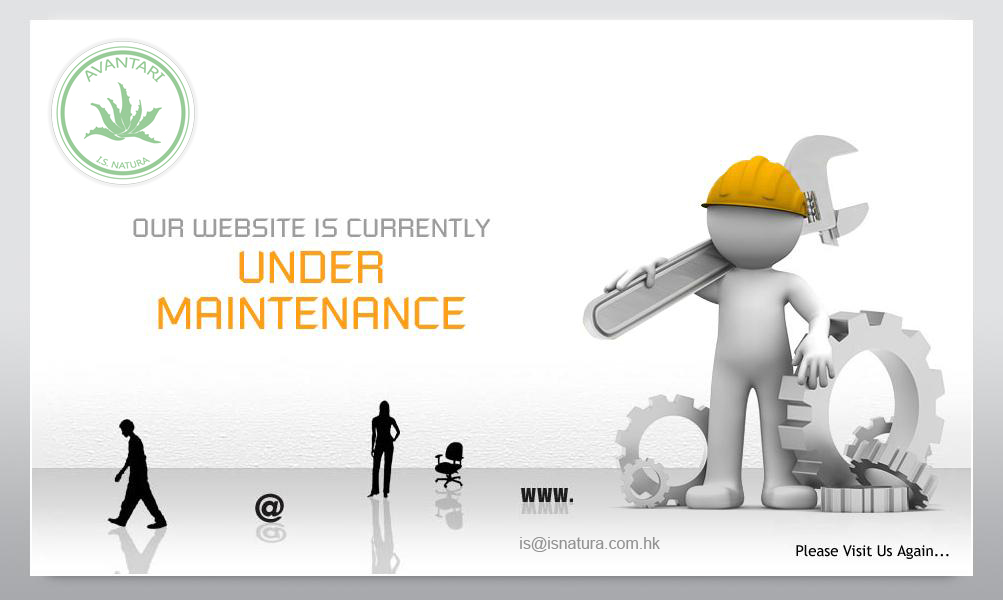 AVANTARI
I.S. NATURA
OUR WEBSITE IS CURRENTLY
UNDER
MAINTENANCE
@
www.
is@isnatura.com.hk
Please Visit Us Again...